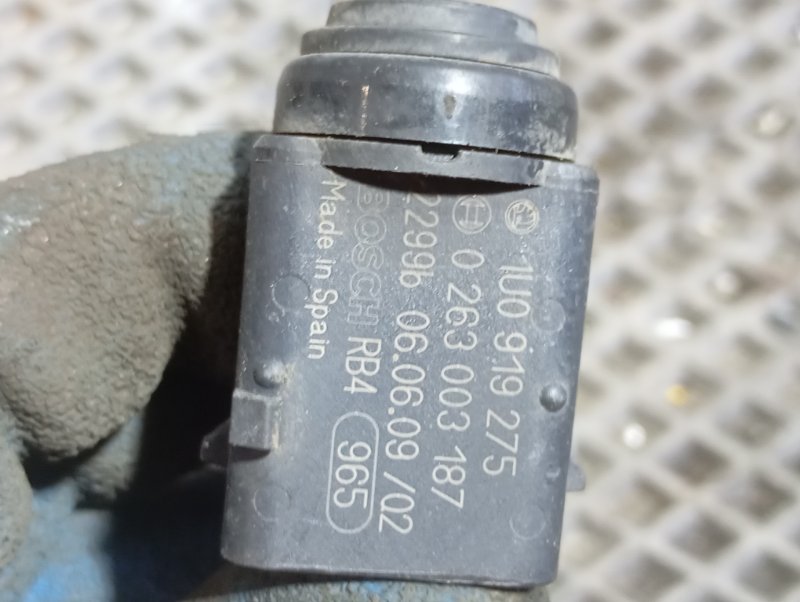 1U0 919 275
0 263 003 187
2299b 06.06.09 /02
BOSCH RB4 965
Made in Spain